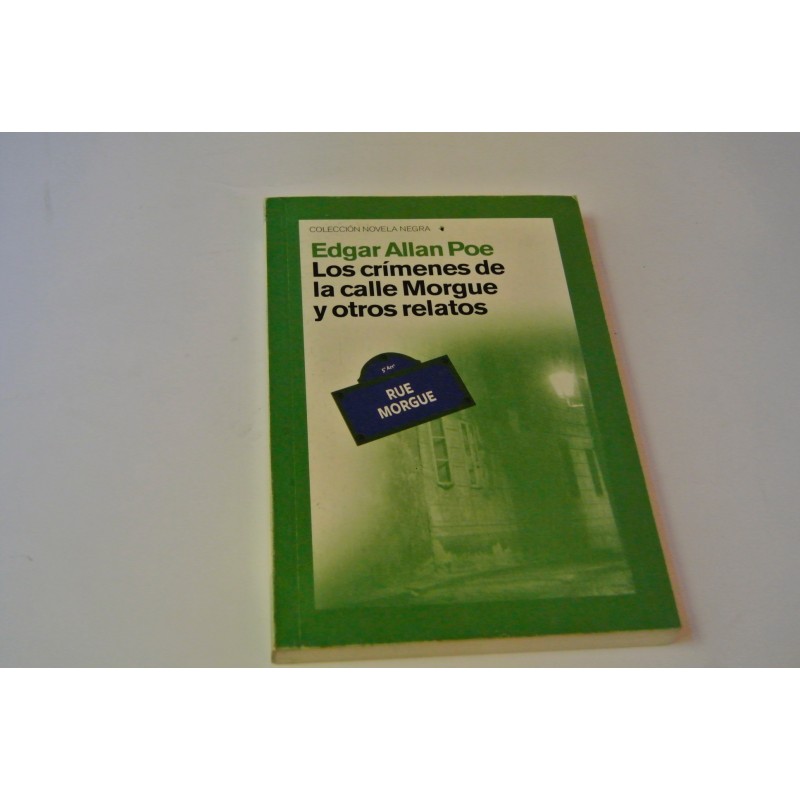 COLECCIÓN NOVELA NEGRA
Edgar Allan Poe
Los crímenes de
la calle Morgue
y otros relatos
RUE
MORGUE